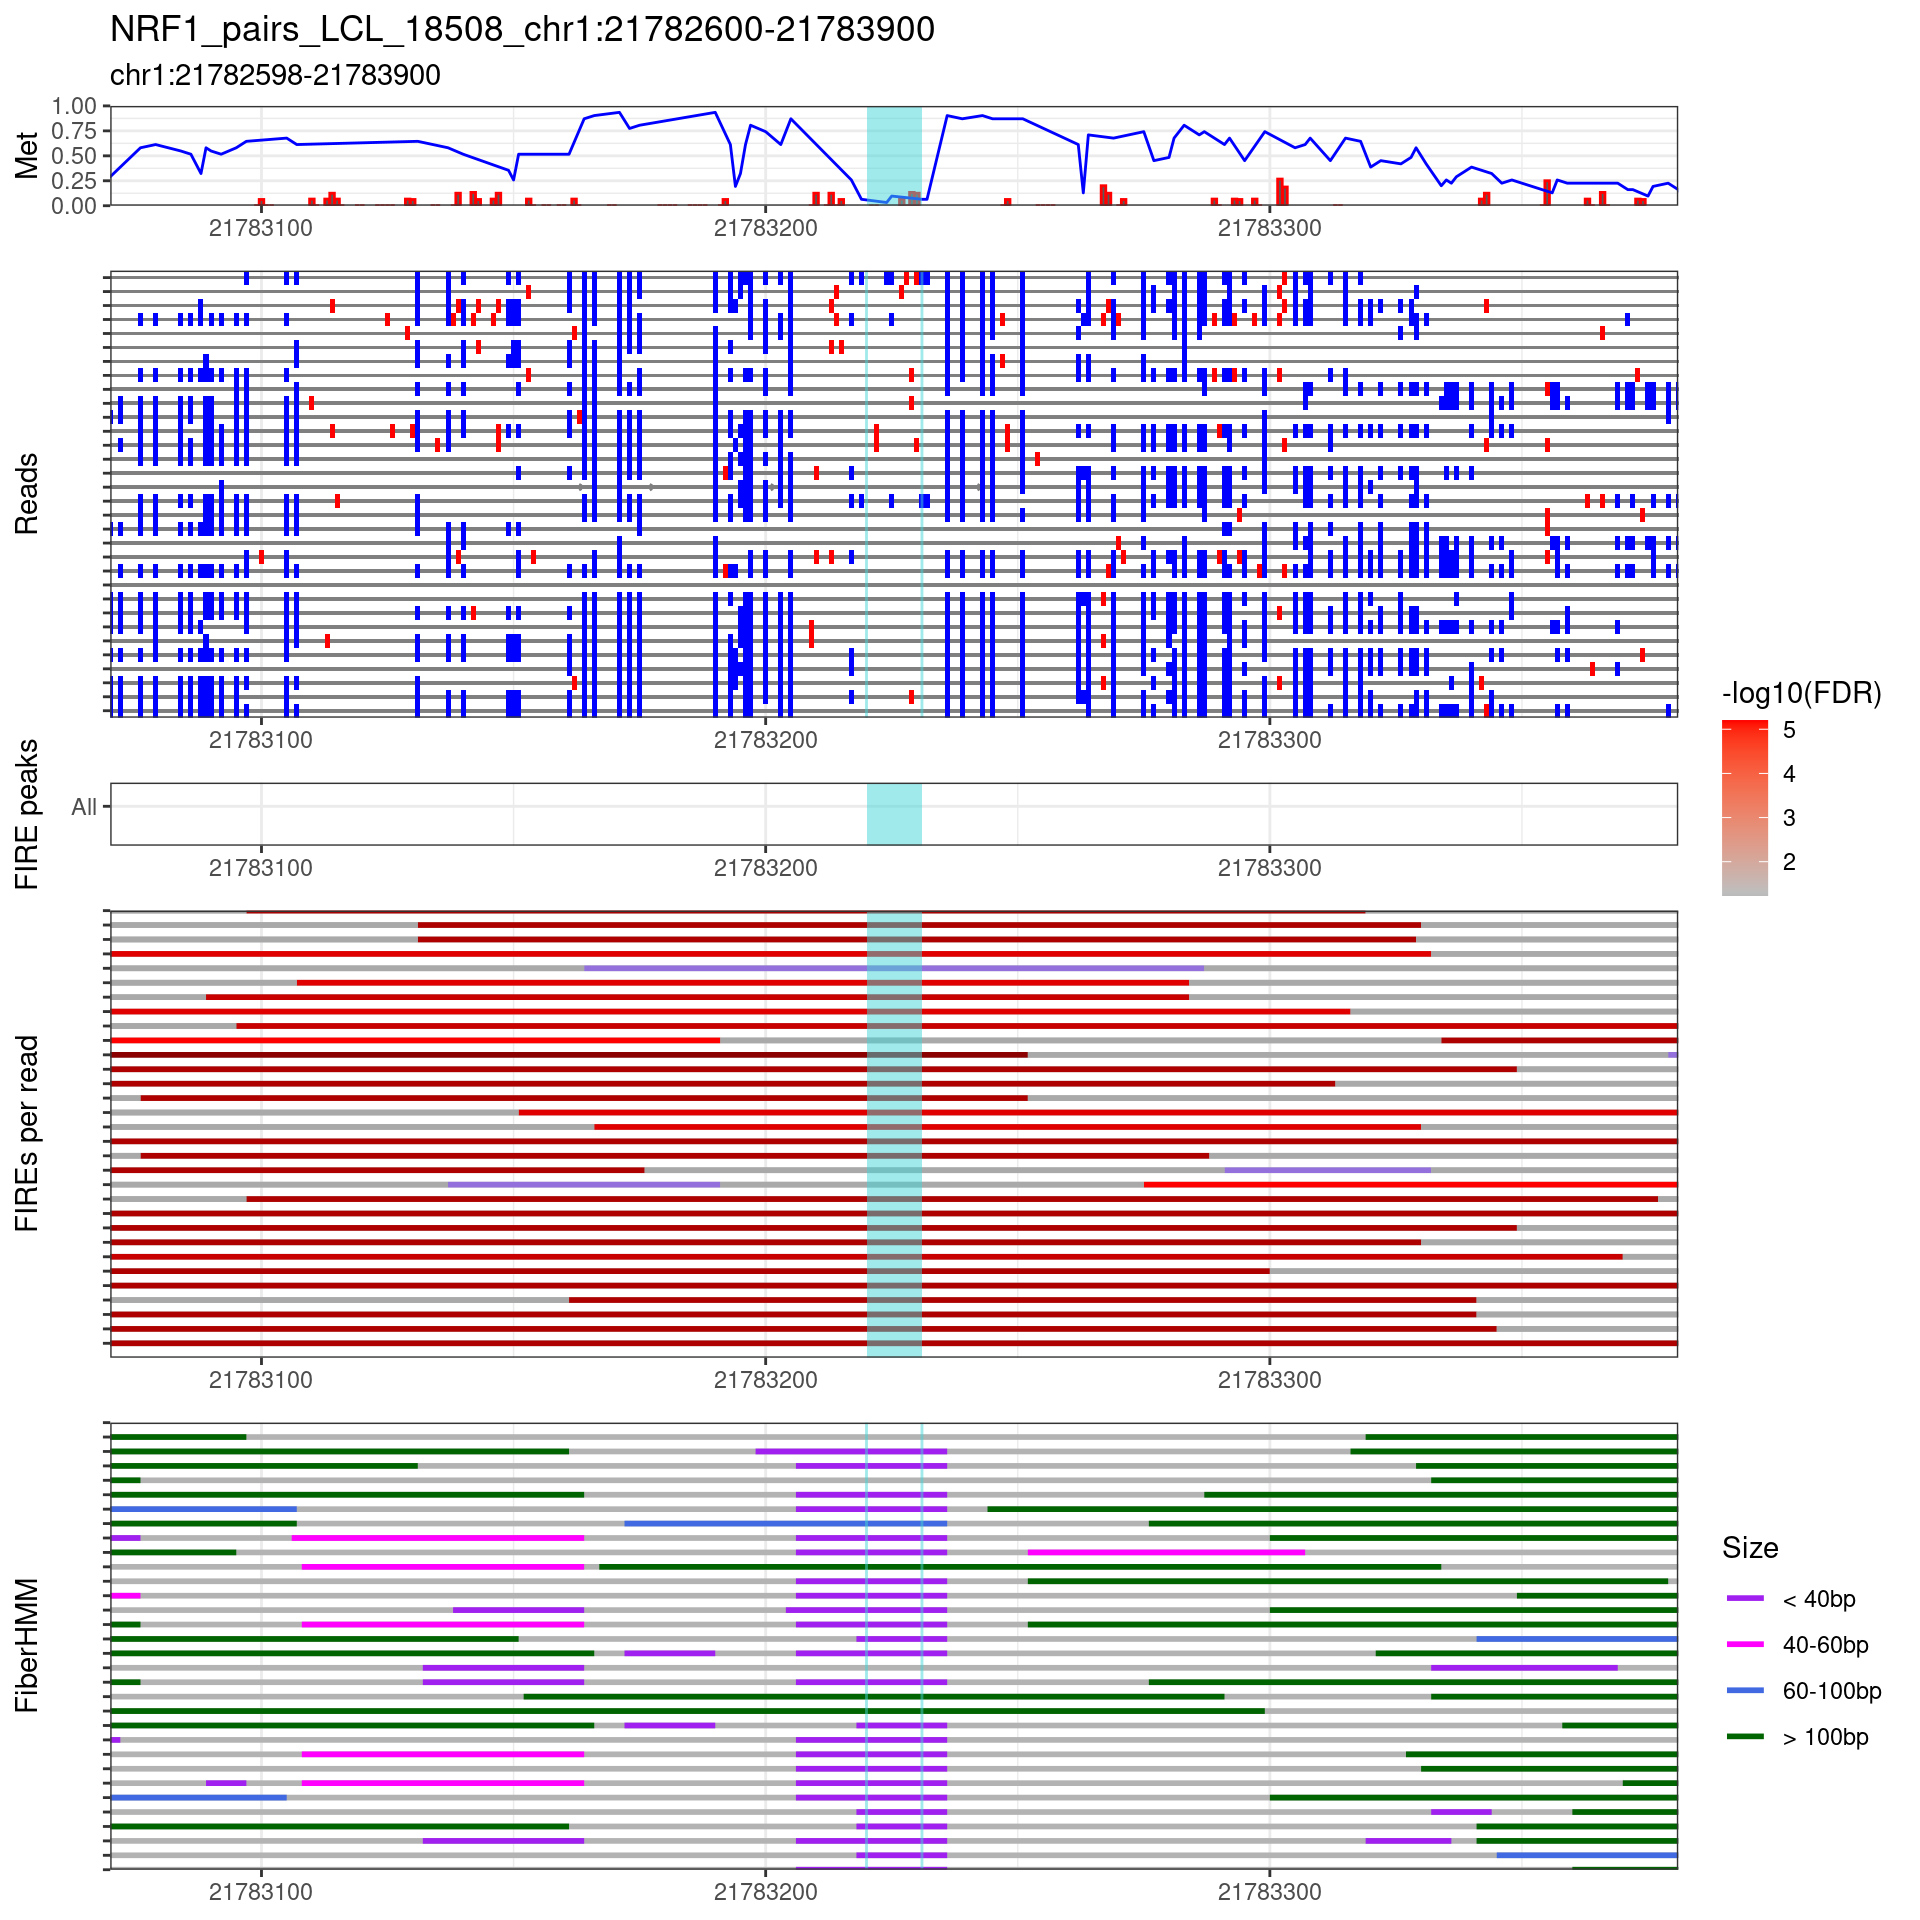 NRF1_pairs_LCL_18508_chr1:21782600-21783900
chr1:21782598-21783900
Met
1.00
0.75
0.50
0.25
0.00
21783100 21783200 21783300
Reads
21783100 21783200 21783300
FIRE peaks
All
21783100 21783200 21783300
-log10(FDR)
5
4
3
2
FIREs per read
21783100 21783200 21783300
FiberHMM
21783100 21783200 21783300
Size
< 40bp
40-60bp
60-100bp
> 100bp